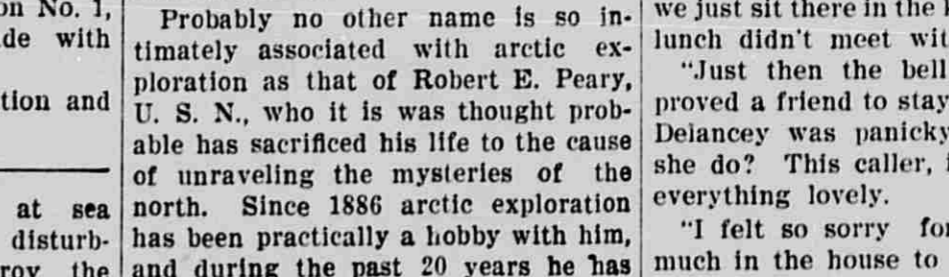 on No. 1,
de with
tion and
at sea
disturb-
roy the
Probably no other name is so in-
timately associated with arctic ex-
ploration as that of Robert E. Peary,
U. S. N., who it is was thought prob-
able has sacrificed his life to the cause
of unraveling the mysteries of the
north. Since 1886 arctic exploration
has been practically a hobby with him,
and during the past 20 years he has
we just sit there in the
lunch didn't meet wit
"Just then the bell
proved a friend to stay
Delancey was panicky
she do? This caller,
everything lovely.
"I felt so sorry for
much in the house to